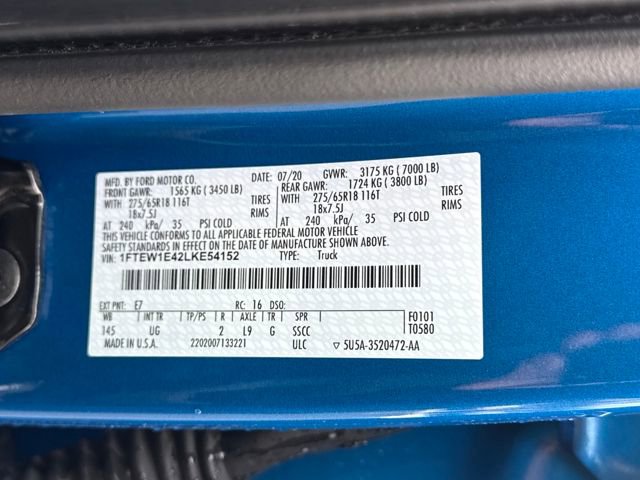 MFD. BY FORD MOTOR CO. DATE: 07/20 GVWR: 3175 KG ( 7000 LB)
FRONT GAWR: 1565 KG ( 3450 LB) REAR GAWR: 1724 KG ( 3800 LB)
WITH 275/65R18 116T TIRES WITH 275/65R18 116T TIRES
18x7.5J RIMS 18x7.5J RIMS
AT 240 kPa/ 35 PSI COLD AT 240 kPa/ 35 PSI COLD
THIS VEHICLE CONFORMS TO ALL APPLICABLE FEDERAL MOTOR VEHICLE
SAFETY STANDARDS IN EFFECT ON THE DATE OF MANUFACTURE SHOWN ABOVE.
VIN: 1FTEW1E42LKE54152 TYPE: Truck
EXT PNT: E7 RC: 16 DSO: F0101
WB INT TR TP/PS R AXLE TR SPR T0580
145 UG 2 L9 G SSCC
MADE IN U.S.A. 2202007133221 ULC ▽ 5U5A-3520472-AA